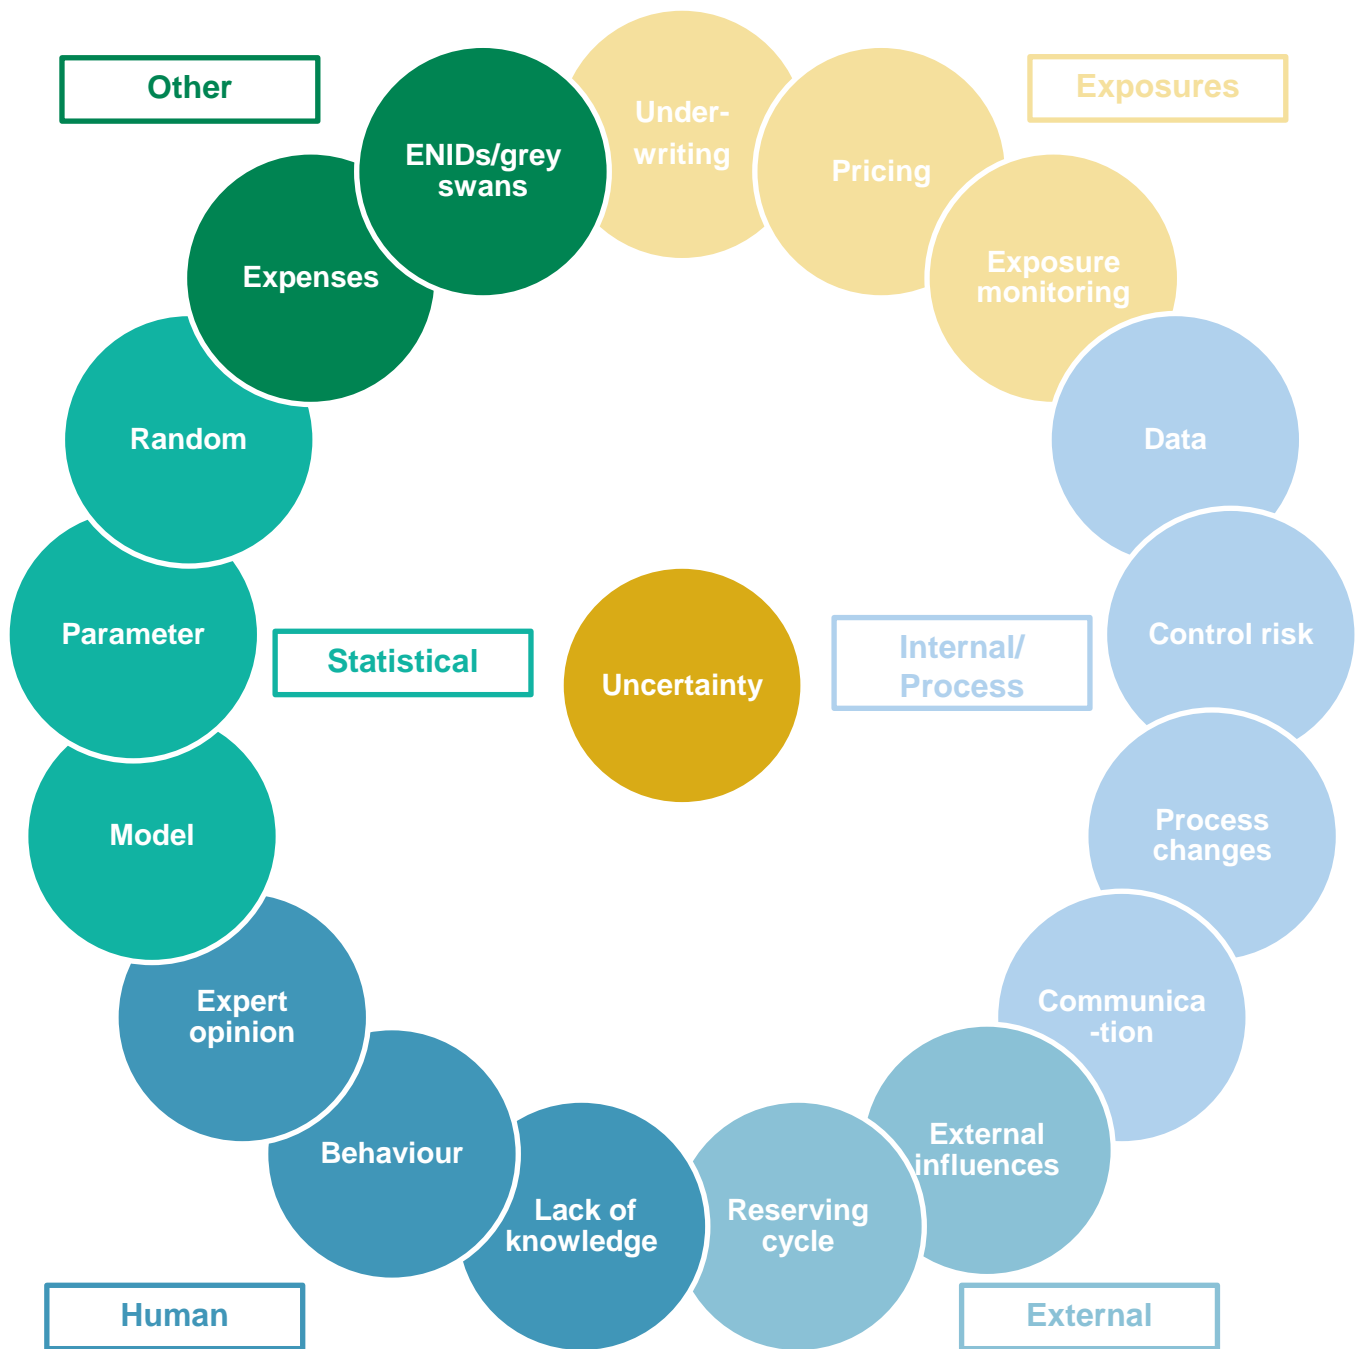 Other
Exposures
Under-
writing
Pricing
Exposure
monitoring
Data
Control risk
Process
changes
Communica
-tion
External
influences
Reserving
cycle
Lack of
knowledge
Behaviour
Expert
opinion
Model
Parameter
Random
Expenses
ENIDs/grey
swans
Statistical
Uncertainty
Internal/
Process
Human
External